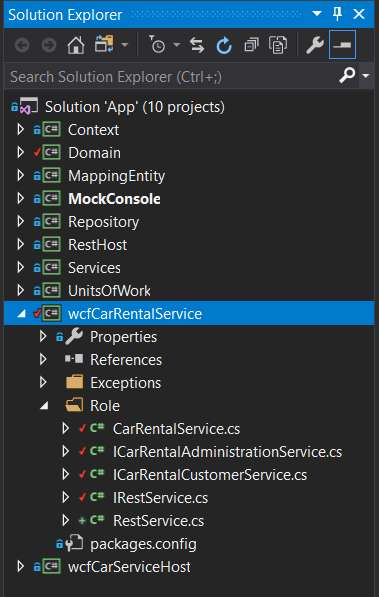 Solution Explorer
Search Solution Explorer (Ctrl+;)
Solution 'App' (10 projects)
C# Context
C# Domain
C# MappingEntity
C# MockConsole
C# Repository
C# RestHost
C# Services
C# UnitsOfWork
C# wcfCarRentalService
Properties
References
Exceptions
Role
C# CarRentalService.cs
C# ICarRentalAdministrationService.cs
C# ICarRentalCustomerService.cs
C# IRestService.cs
C# RestService.cs
packages.config
C# wcfCarServiceHost